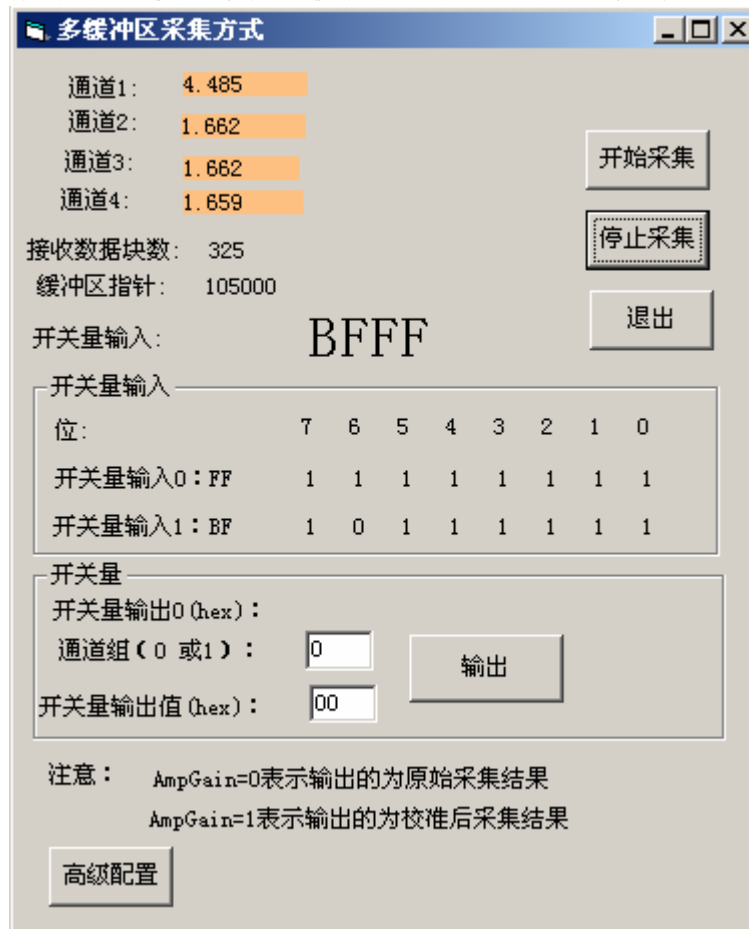 多缓冲区采集方式
通道1: 4.485
通道2: 1.662
通道3: 1.662
开始采集
通道4: 1.659
停止采集
接收数据块数: 325
缓冲区指针: 105000
退出
开关量输入: BFFF
开关量输入
位: 7 6 5 4 3 2 1 0
开关量输入0：FF 1 1 1 1 1 1 1 1
开关量输入1：BF 1 0 1 1 1 1 1 1
开关量
开关量输出0(hex)：
通道组(0 或1)： 0
输出
开关量输出值(hex)： 00
注意： AmpGain=0表示输出的为原始采集结果
AmpGain=1表示输出的为校准后采集结果
高级配置